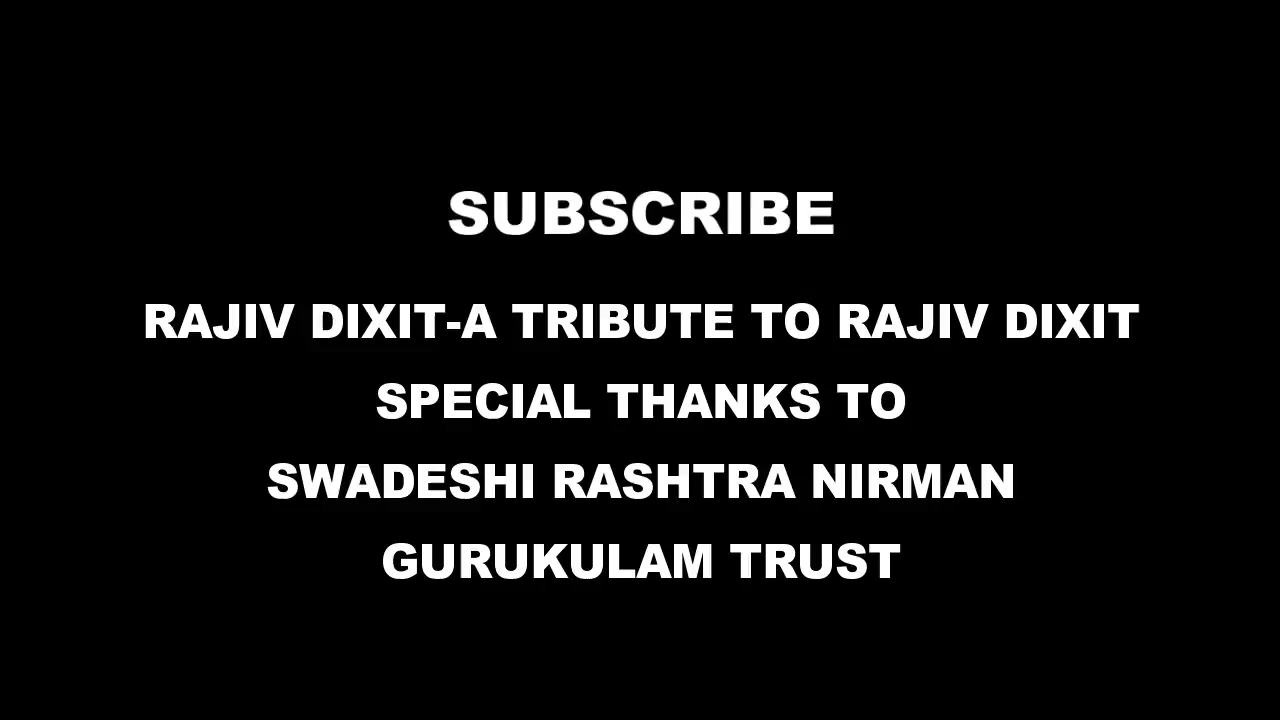 SUBSCRIBE
RAJIV DIXIT-A TRIBUTE TO RAJIV DIXIT
SPECIAL THANKS TO
SWADESHI RASHTRA NIRMAN
GURUKULAM TRUST